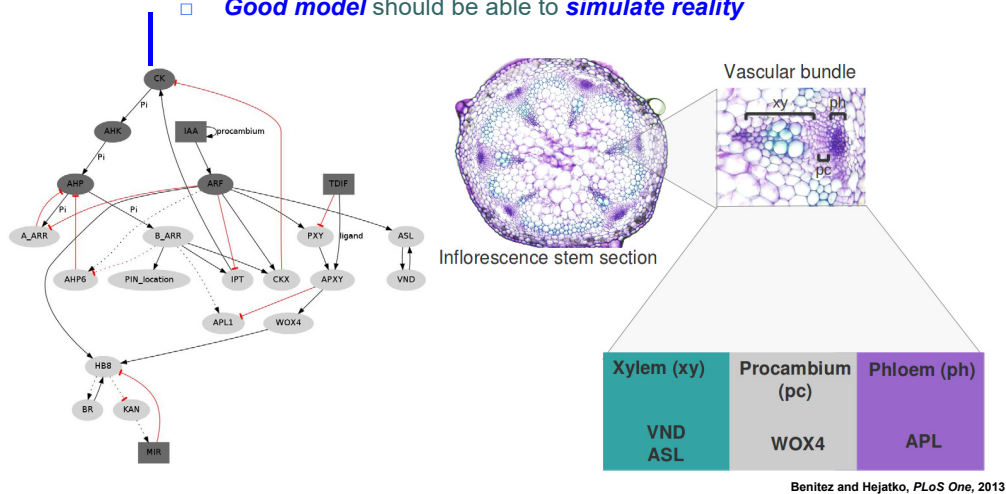 Good model should be able to simulate reality
CK
Pi
AHK
IAA
procambium
Pi
AHP
ARF
TDIF
Pi
Pi
A_ARR
B_ARR
PXY
ligand
ASL
AHP6
PIN_location
IPT
CKX
APXY
VND
APL1
WOX4
HB8
BR
KAN
MIR
Inflorescence stem section
Vascular bundle
xy
ph
pc
Xylem (xy)
VND
ASL
Procambium
(pc)
WOX4
Phloem (ph)
APL
Benitez and Hejatko, PLoS One, 2013